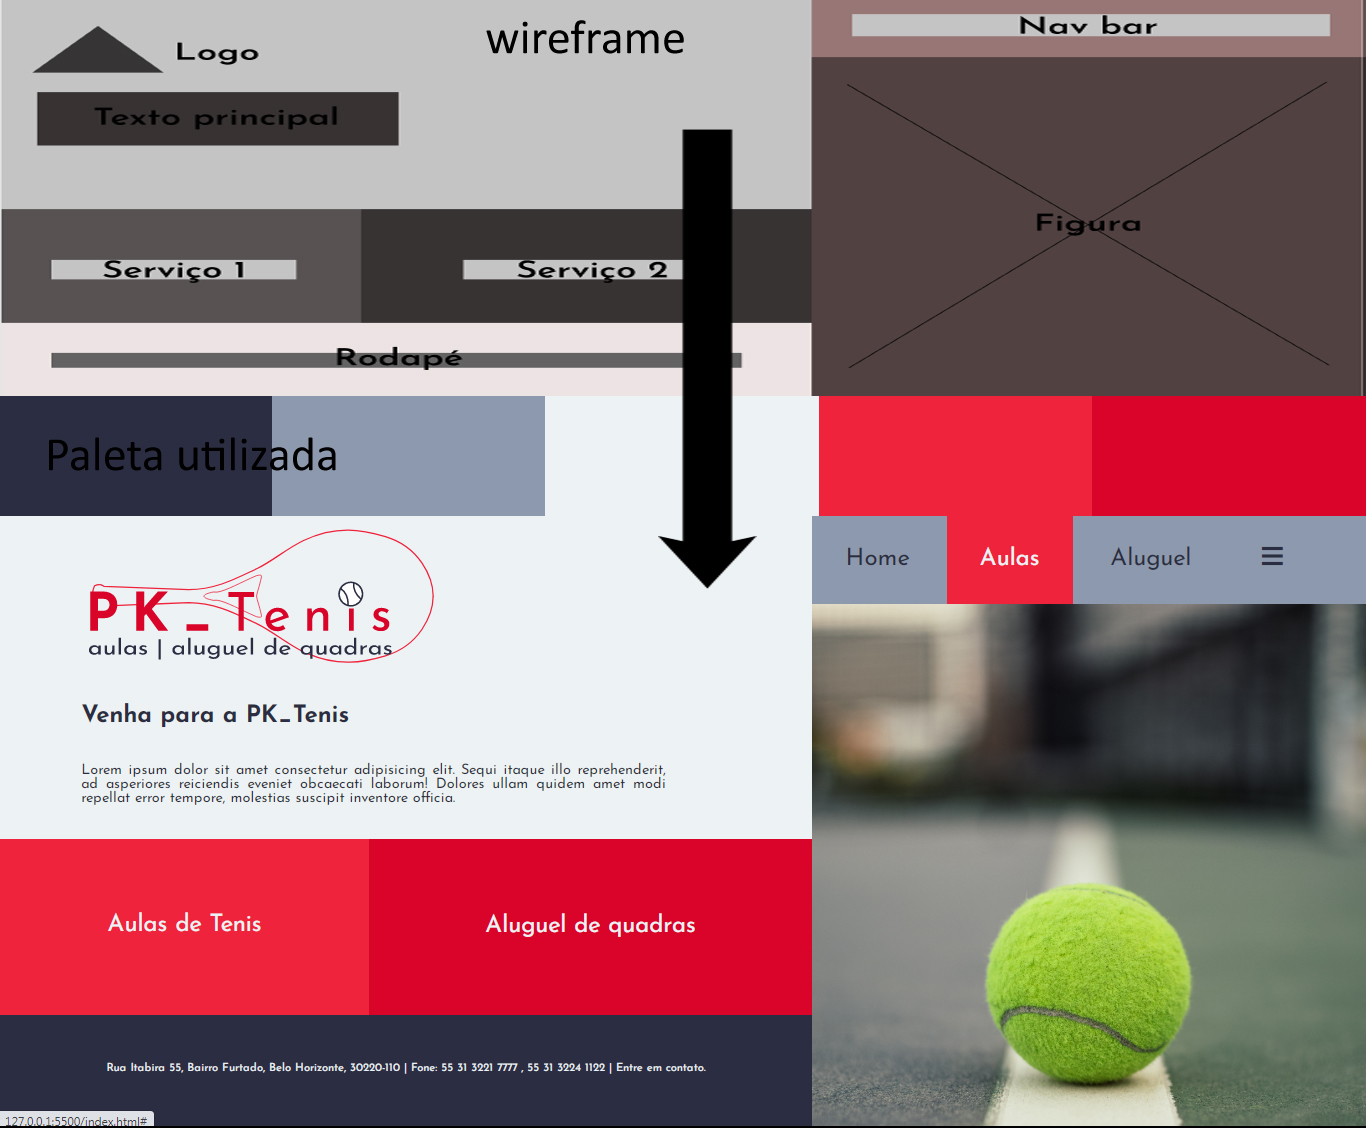 wireframe
Logo
Nav bar
Texto principal
Figura
Serviço 1
Serviço 2
Rodapé
Paleta utilizada
Home
Aulas
Aluguel
PK_Tenis
aulas | aluguel de quadras
Venha para a PK_Tenis
Lorem ipsum dolor sit amet consectetur adipisicing elit. Sequi itaque illo reprehenderit,
ad asperiores reiciendis eveniet obcaecati laborum! Dolores ullam quidem amet modi
repellat error tempore, molestias suscipit inventore officia.
Aulas de Tenis
Aluguel de quadras
Rua Itabira 55, Bairro Furtado, Belo Horizonte, 30220-110 | Fone: 55 31 3221 7777 , 55 31 3224 1122 | Entre em contato.
127.0.0.1:5500/index.html#